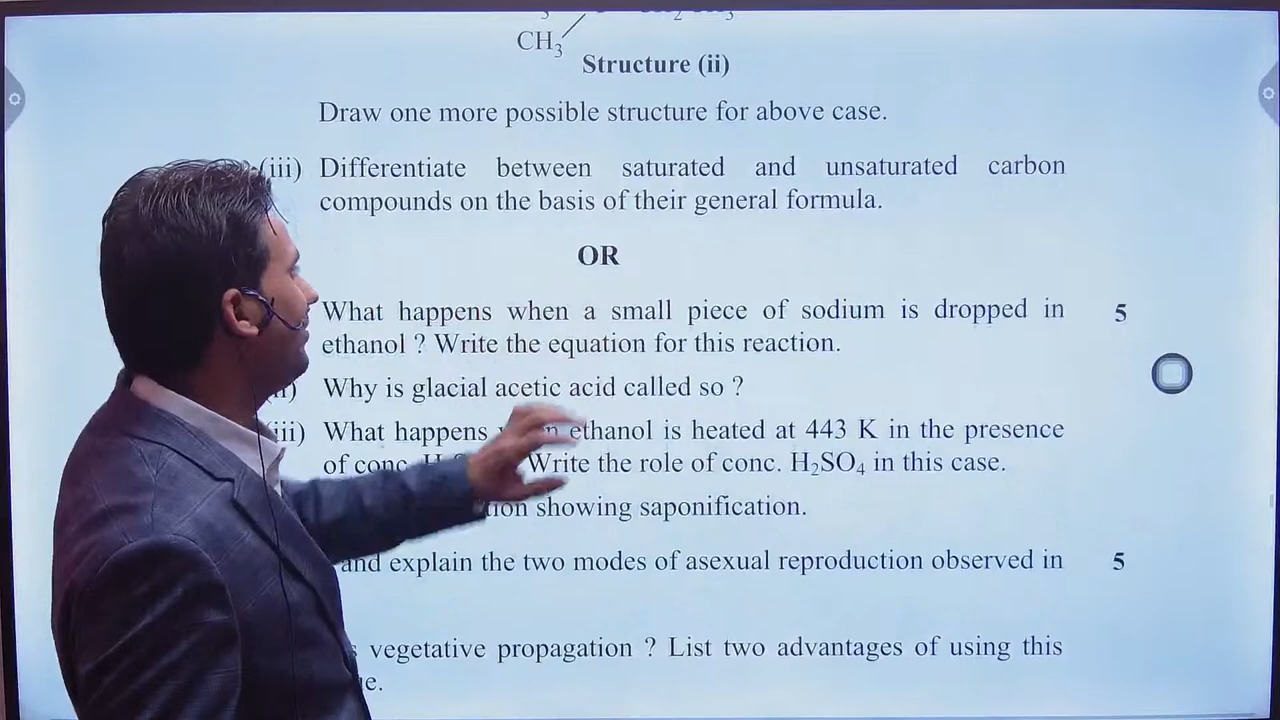 CH3
Structure (ii)
Draw one more possible structure for above case.
(iii) Differentiate between saturated and unsaturated carbon
compounds on the basis of their general formula.
OR
What happens when a small piece of sodium is dropped in 5
ethanol ? Write the equation for this reaction.
Why is glacial acetic acid called so ?
What happens ethanol is heated at 443 K in the presence
of conc. Write the role of conc. H2SO4 in this case.
showing saponification.
and explain the two modes of asexual reproduction observed in 5
vegetative propagation ? List two advantages of using this